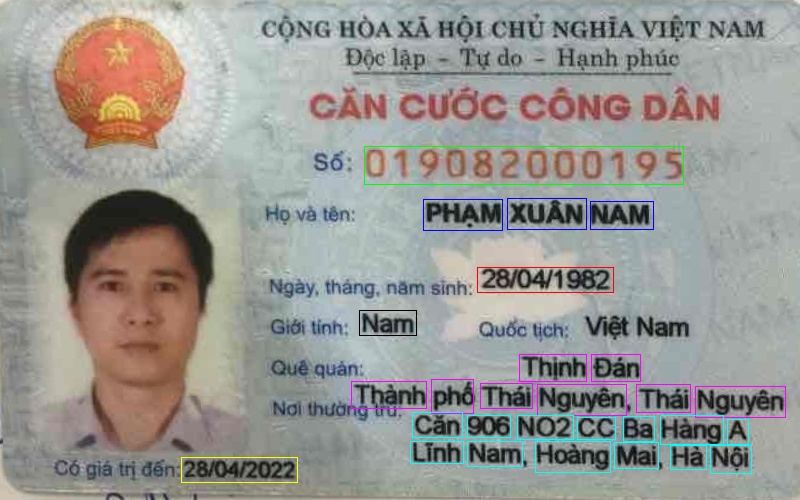 CỘNG HÒA XÃ HỘI CHỦ NGHĨA VIỆT NAM
Độc lập - Tự do - Hạnh phúc
CĂN CƯỚC CÔNG DÂN
Số: 019082000195
Họ và tên: PHẠM XUÂN NAM
Ngày, tháng, năm sinh: 28/04/1982
Giới tính: Nam Quốc tịch: Việt Nam
Quê quán: Thịnh Đán
Thành phố Thái Nguyên, Thái Nguyên
Nơi thường trú: Căn 906 NO2 CC Ba Hàng A
Lĩnh Nam, Hoàng Mai, Hà Nội
Có giá trị đến: 28/04/2022